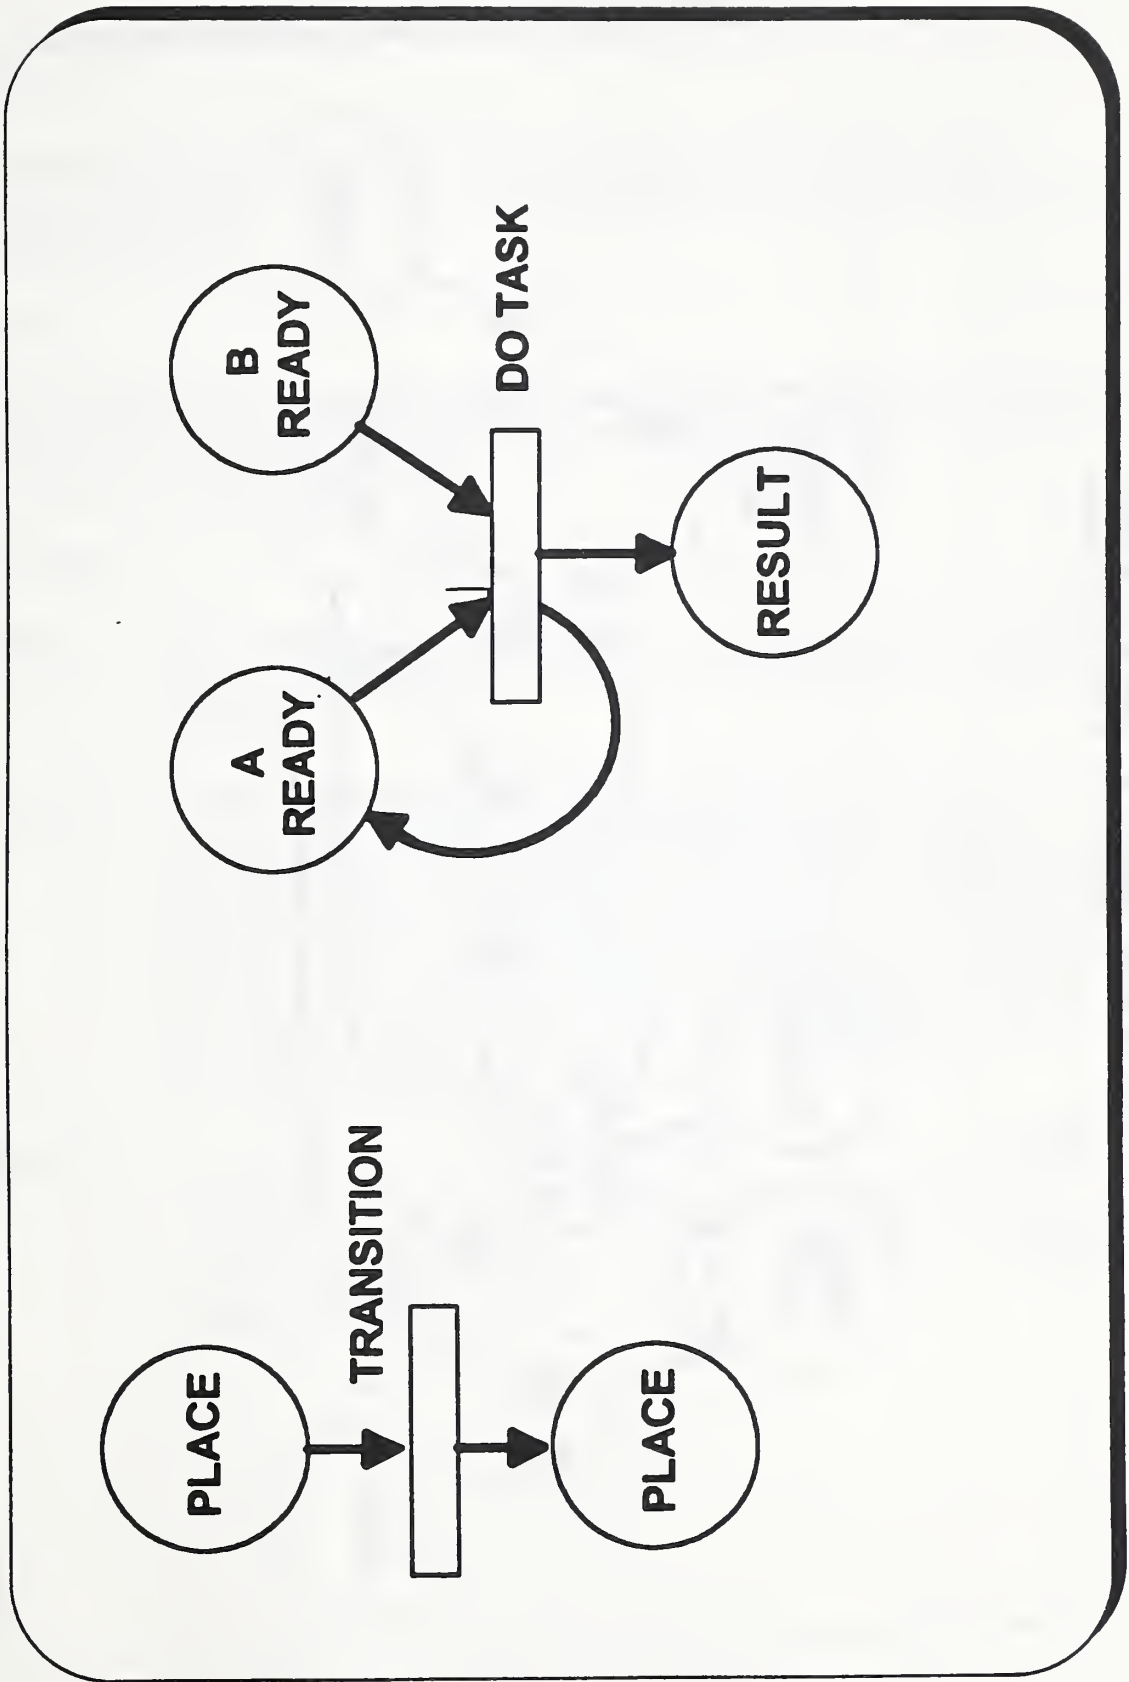 PLACE
TRANSITION
PLACE
A
READY
B
READY
DO TASK
RESULT